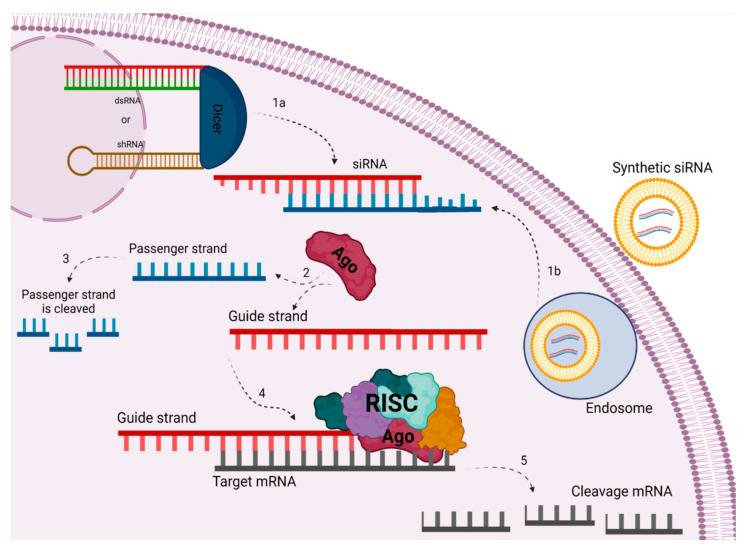 dsRNA
or
shRNA
Dicer
1a
siRNA
Synthetic siRNA
1b
Endosome
Ago
2
Passenger strand
3
Passenger strand
is cleaved
Guide strand
4
RISC
Ago
Guide strand
Target mRNA
5
Cleavage mRNA